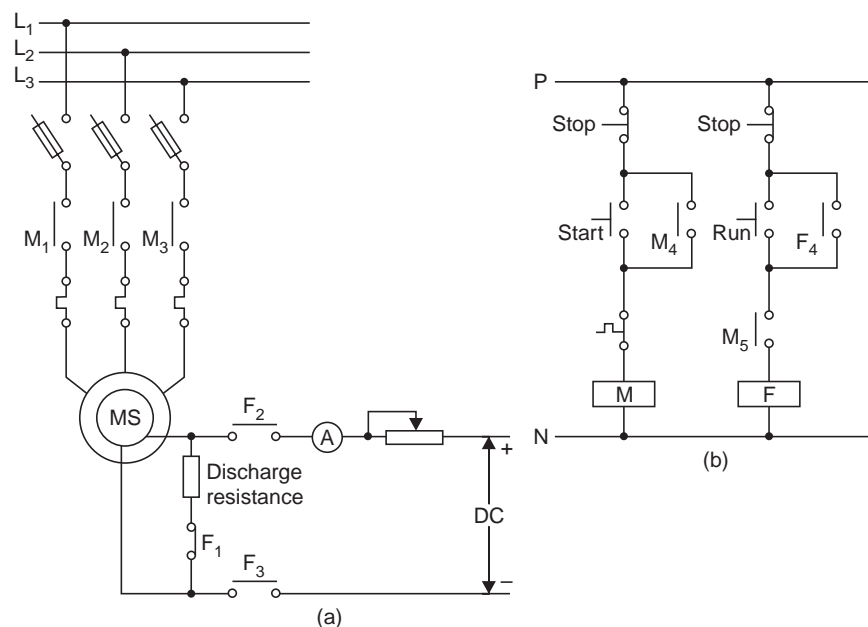 L1
L2
L3
M1
M2
M3
MS
F2
A
Discharge
resistance
F1
F3
+
DC
–
(a)
P
Stop
Stop
Start
M4
Run
F4
M5
M
F
N
(b)